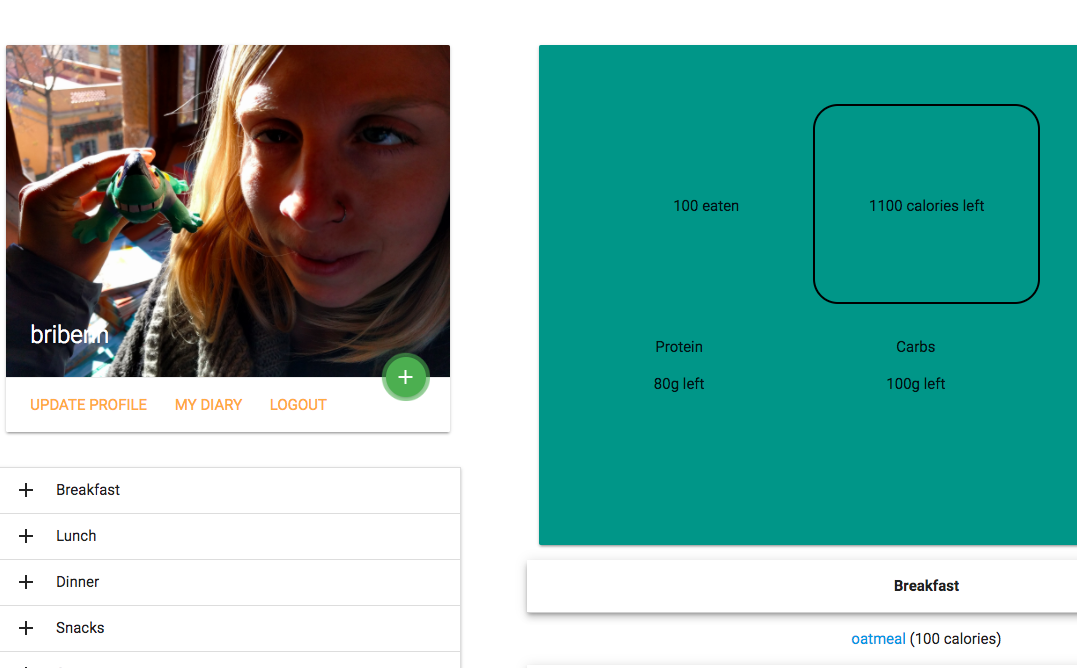 briberin
UPDATE PROFILE MY DIARY LOGOUT
Breakfast
Lunch
Dinner
Snacks
100 eaten
1100 calories left
Protein
Carbs
80g left
100g left
Breakfast
oatmeal (100 calories)